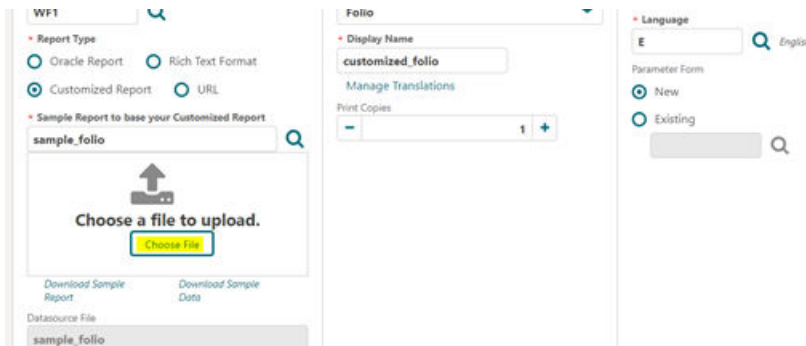 WF1
* Report Type
Oracle Report
Rich Text Format
Customized Report
URL
* Sample Report to base your Customized Report
sample_folio
Choose a file to upload.
Choose File
Download Sample Report
Download Sample Data
Datasource File
sample_folio
Folio
* Display Name
customized_folio
Manage Translations
Print Copies
− 1 +
* Language
E
Englis
Parameter Form
New
Existing